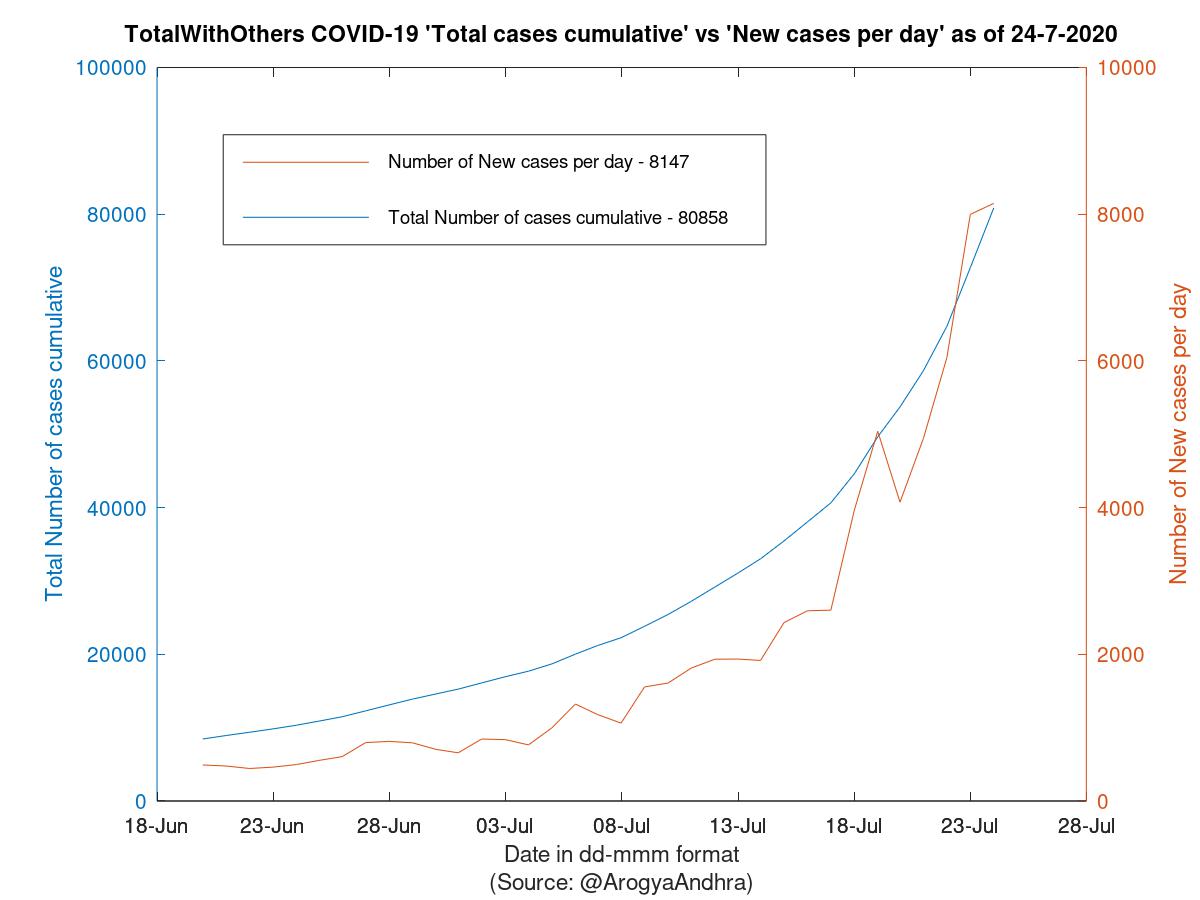 TotalWithOthers COVID-19 'Total cases cumulative' vs 'New cases per day' as of 24-7-2020
100000
80000
60000
40000
20000
0
Total Number of cases cumulative
10000
8000
6000
4000
2000
0
Number of New cases per day
Number of New cases per day - 8147
Total Number of cases cumulative - 80858
18-Jun 23-Jun 28-Jun 03-Jul 08-Jul 13-Jul 18-Jul 23-Jul 28-Jul
Date in dd-mmm format
(Source: @ArogyaAndhra)